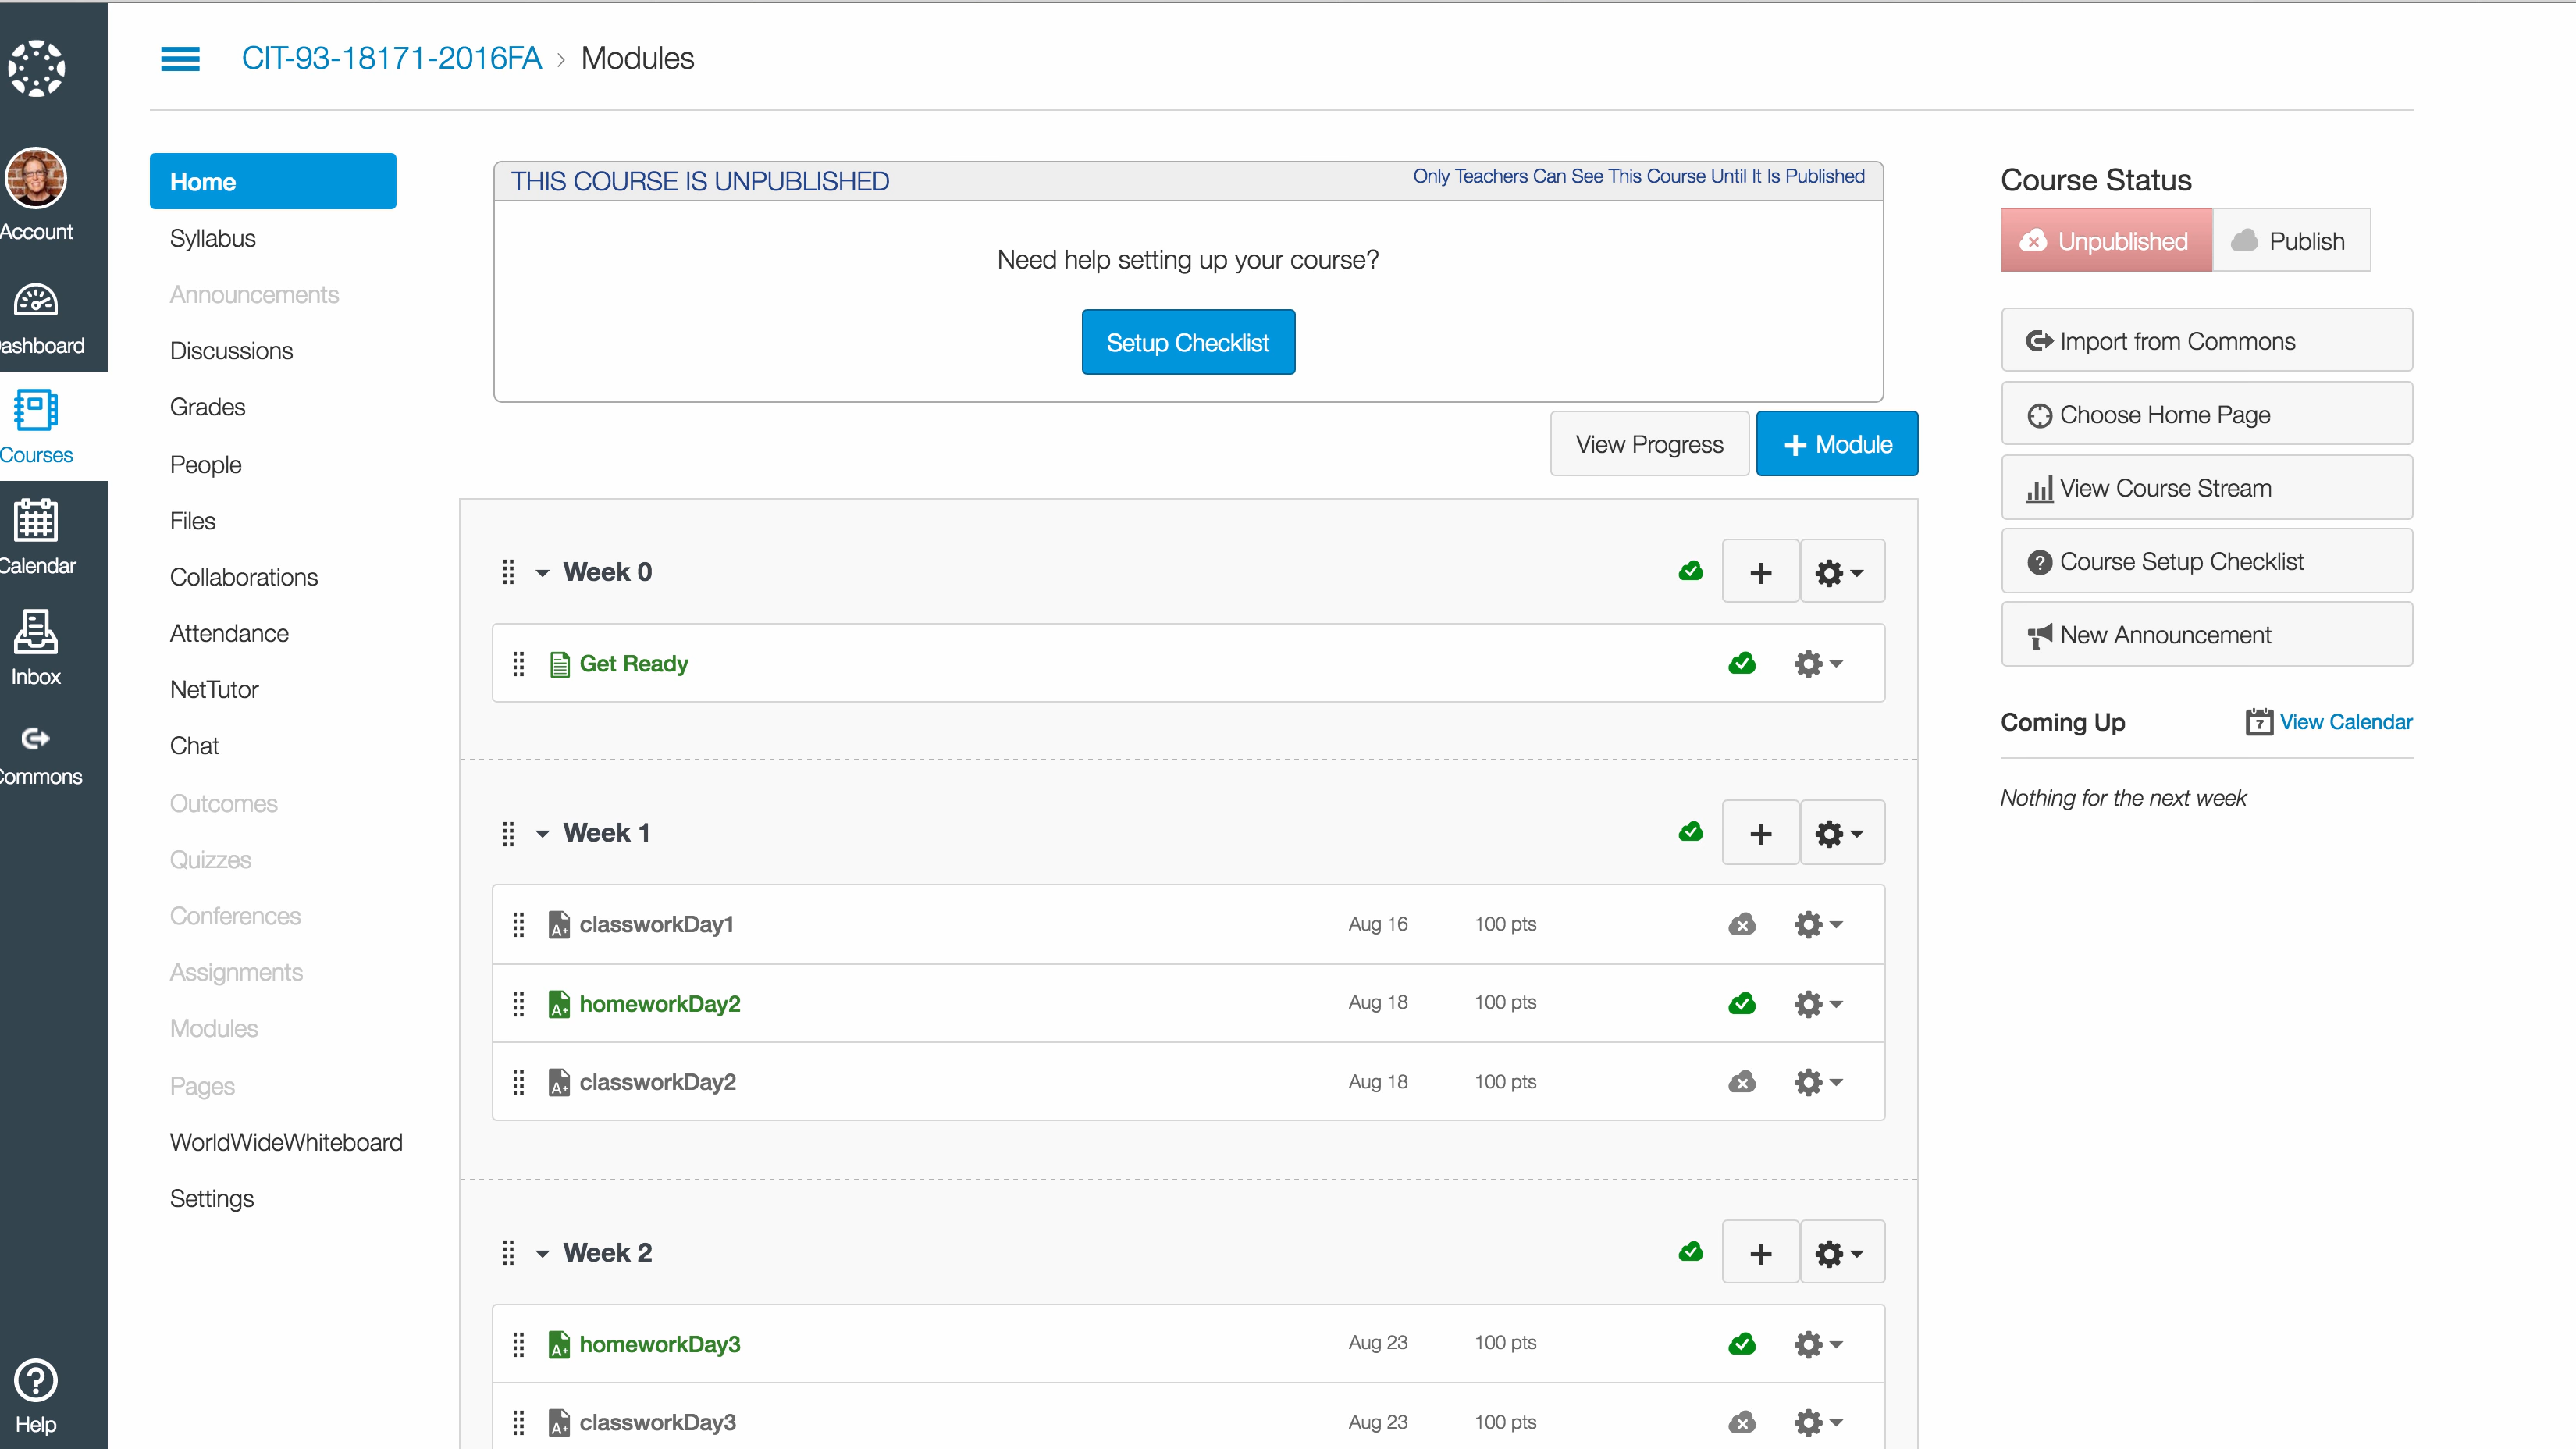 CIT-93-18171-2016FA > Modules
Account
ashboard
Courses
Calendar
Inbox
ommons
Help
Home
Syllabus
Announcements
Discussions
Grades
People
Files
Collaborations
Attendance
NetTutor
Chat
Outcomes
Quizzes
Conferences
Assignments
Modules
Pages
WorldWideWhiteboard
Settings
THIS COURSE IS UNPUBLISHED Only Teachers Can See This Course Until It Is Published
Need help setting up your course?
Setup Checklist
View Progress + Module
Week 0
Get Ready
Week 1
classworkDay1 Aug 16 100 pts
homeworkDay2 Aug 18 100 pts
classworkDay2 Aug 18 100 pts
Week 2
homeworkDay3 Aug 23 100 pts
classworkDay3 Aug 23 100 pts
Course Status
Unpublished Publish
Import from Commons
Choose Home Page
View Course Stream
Course Setup Checklist
New Announcement
Coming Up 7 View Calendar
Nothing for the next week